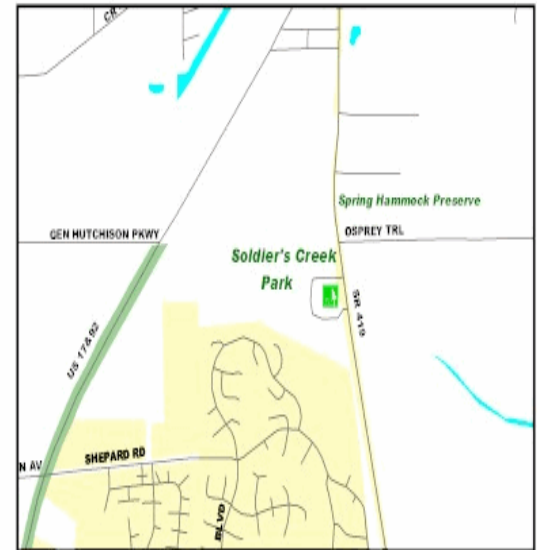 CR
Spring Hammock Preserve
GEN HUTCHISON PKWY
OSPREY TRL
Soldier's Creek
Park
SR 419
US 17&92
N AV
SHEPARD RD
BLVD